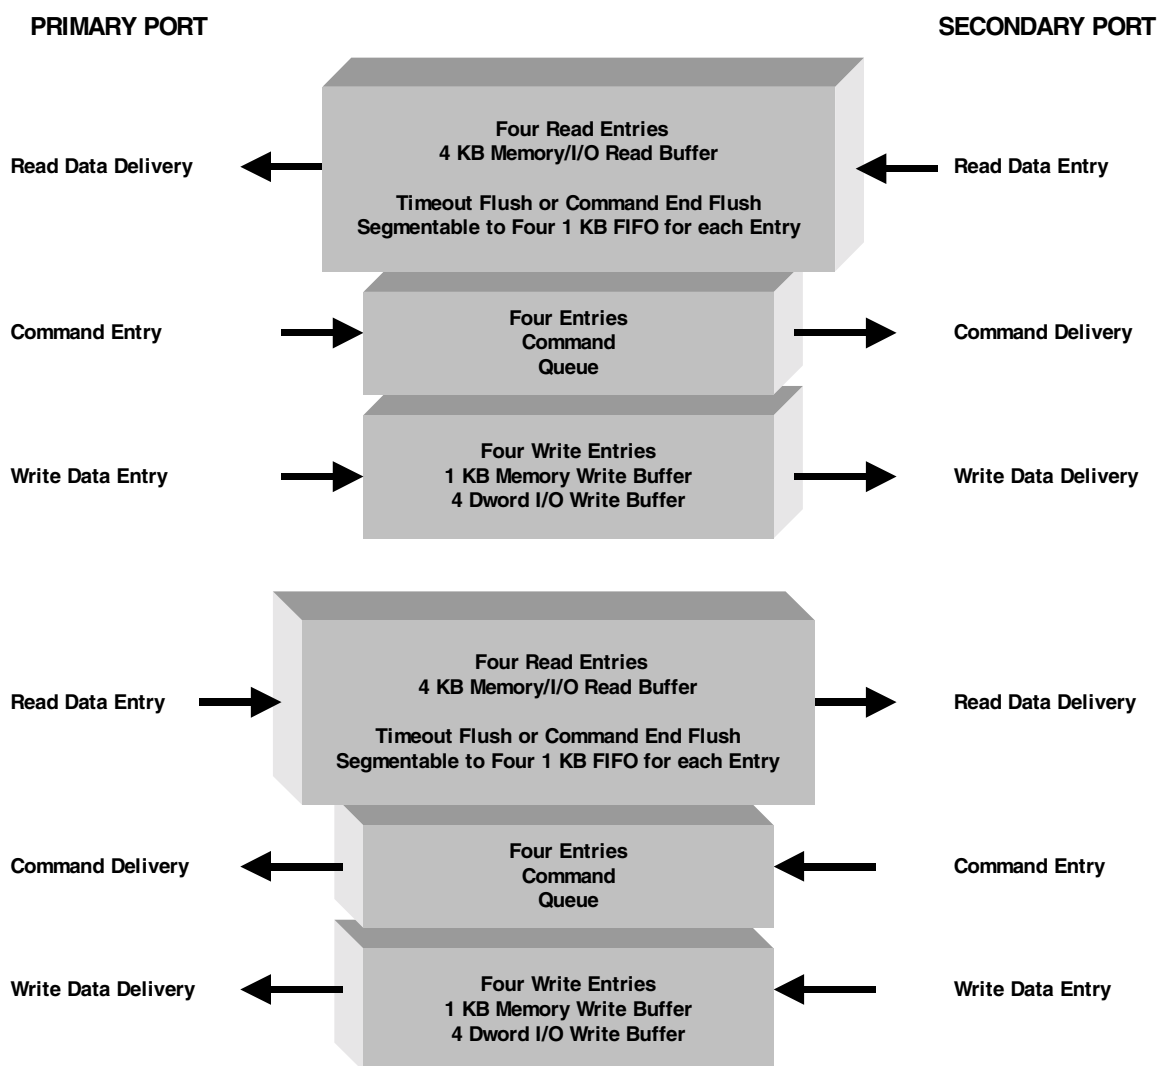 PRIMARY PORT
SECONDARY PORT
Four Read Entries
4 KB Memory/I/O Read Buffer
Read Data Delivery
Read Data Entry
Timeout Flush or Command End Flush
Segmentable to Four 1 KB FIFO for each Entry
Command Entry
Four Entries
Command
Queue
Command Delivery
Write Data Entry
Four Write Entries
1 KB Memory Write Buffer
4 Dword I/O Write Buffer
Write Data Delivery
Four Read Entries
4 KB Memory/I/O Read Buffer
Read Data Entry
Read Data Delivery
Timeout Flush or Command End Flush
Segmentable to Four 1 KB FIFO for each Entry
Command Delivery
Four Entries
Command
Queue
Command Entry
Write Data Delivery
Four Write Entries
1 KB Memory Write Buffer
4 Dword I/O Write Buffer
Write Data Entry